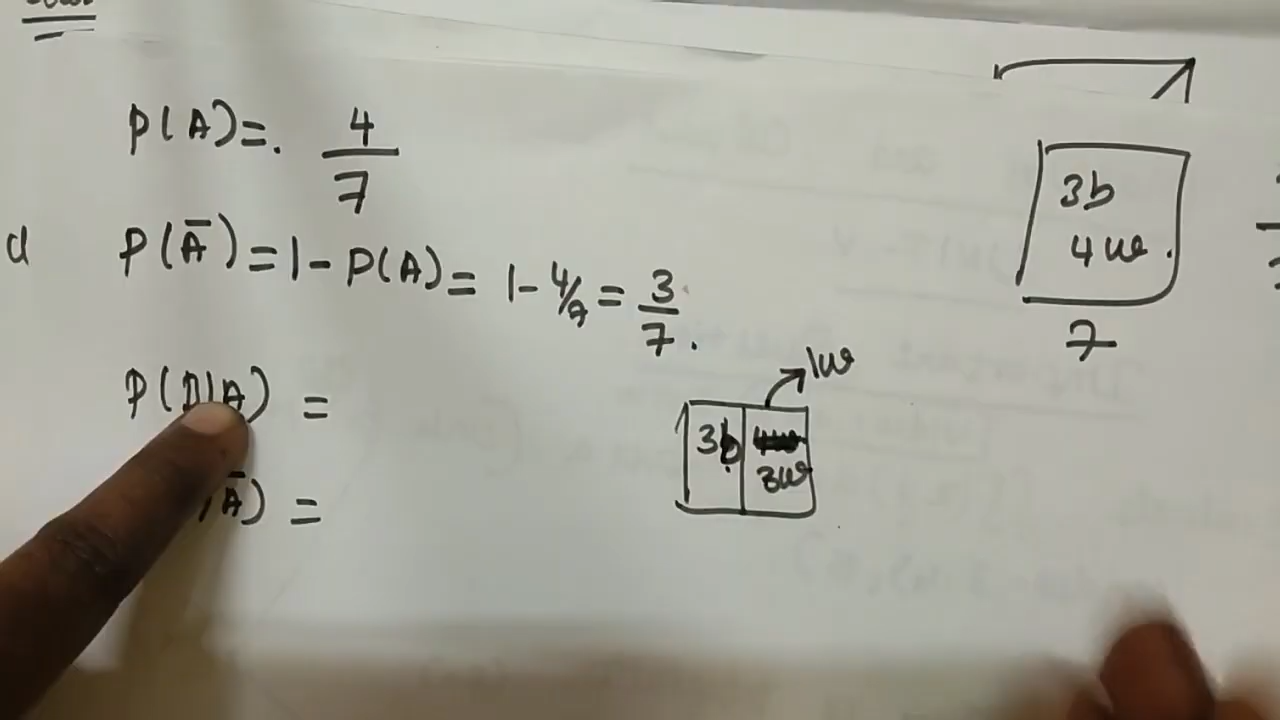 P(A)=. 4/7
d P(Ā)=1-P(A)= 1-4/7 = 3/7.
P(D|A) =
Ā) =
3b
4w.
7
1w
3b
3w